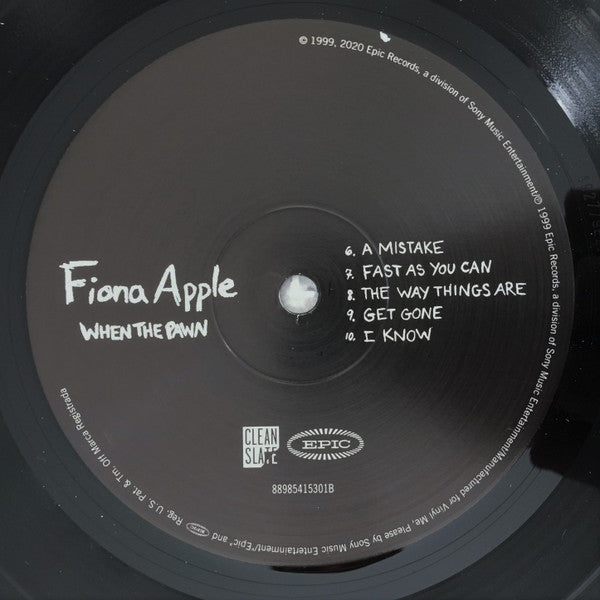 © 1999, 2020 Epic Records, a division of Sony Music Entertainment/℗ 1999 Epic Records, a division of Sony Music Entertainment/Manufactured for Vinyl Me, Please by Sony Music Entertainment/"Epic" and EPIC Reg. U.S. Pat. & Tm. Off Marca Registrada
Fiona Apple
WHEN THE PAWN
6. A MISTAKE
7. FAST AS YOU CAN
8. THE WAY THINGS ARE
9. GET GONE
10. I KNOW
CLEAN
SLATE
EPIC
88985415301B